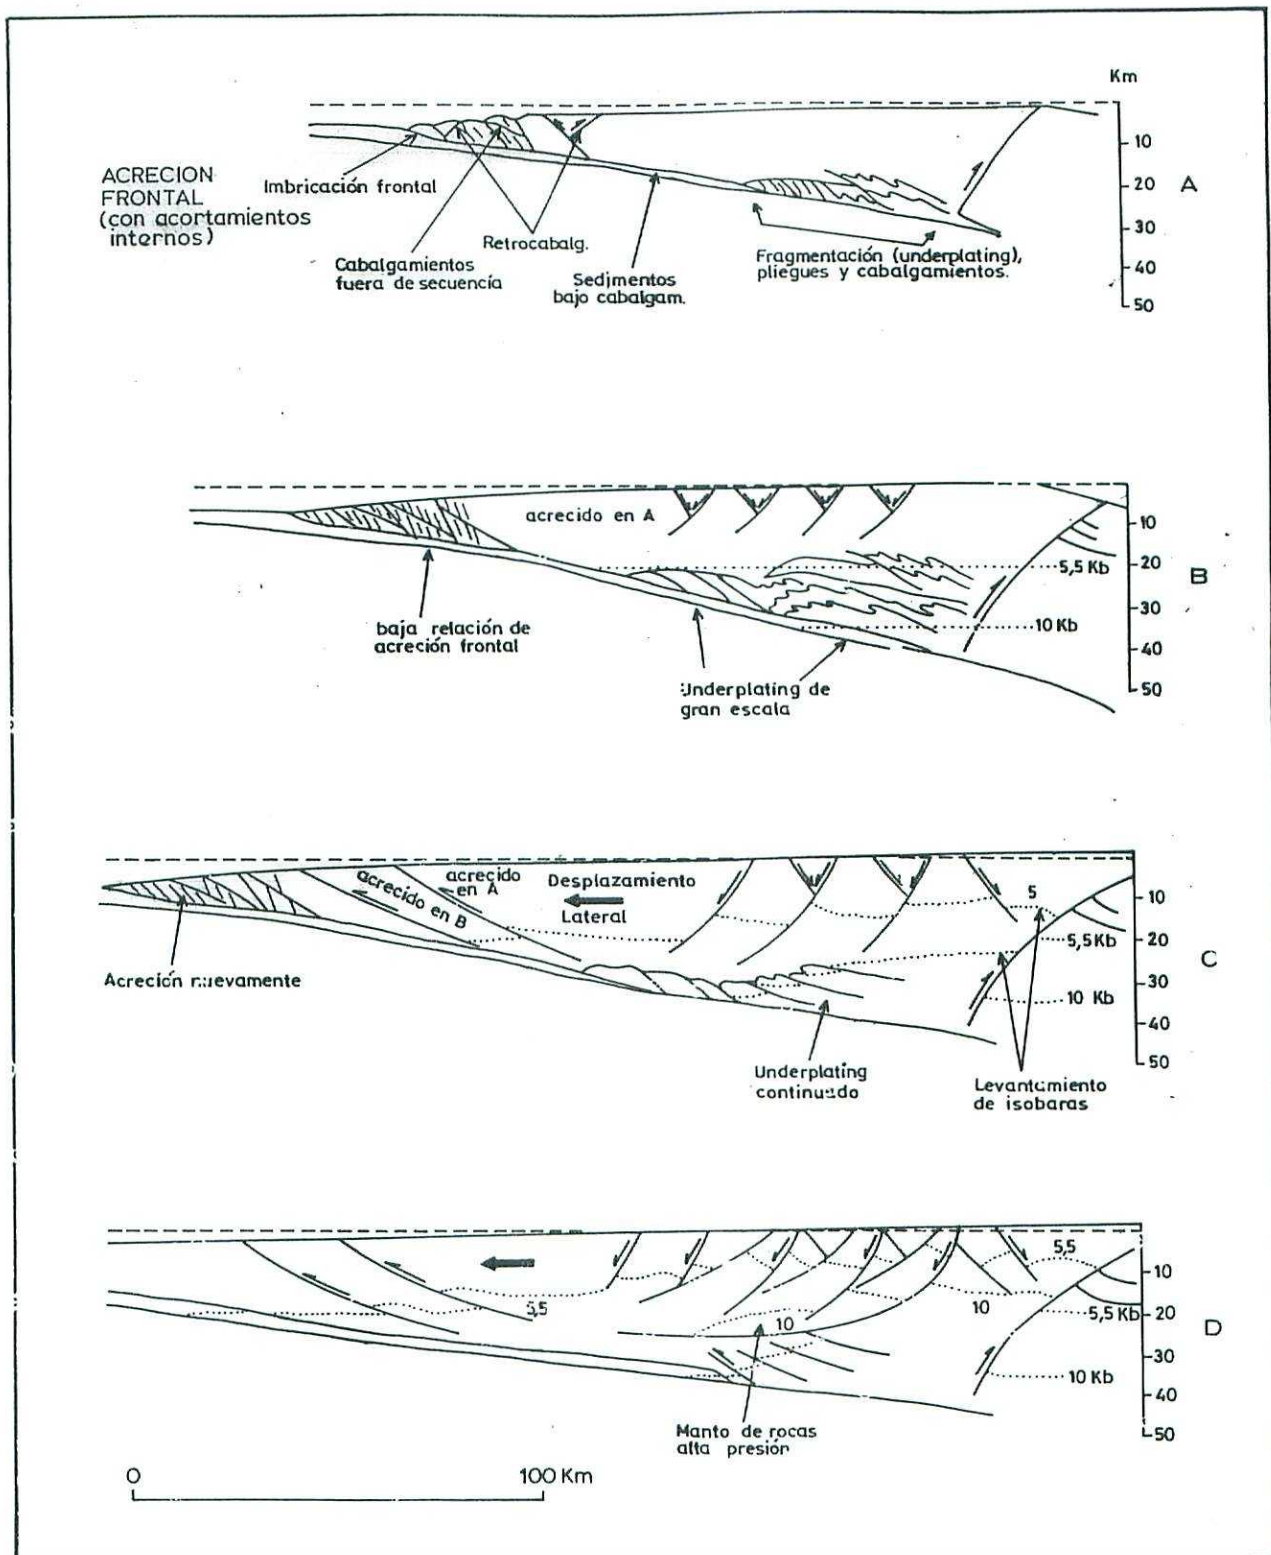 Km
10
20
30
40
50
A
ACRECION
FRONTAL
(con acortamientos
internos)
Imbricación frontal
Cabalgamientos
fuera de secuencia
Retrocabalg.
Sedimentos
bajo cabalgam.
Fragmentación (underplating),
pliegues y cabalgamientos.
acrecido en A
10
20
30
40
50
5,5 Kb
10 Kb
B
baja relación de
acreción frontal
Underplating de
gran escala
acrecido en B
acrecido
en A
Desplazamiento
Lateral
5
10
20
30
40
50
5,5 Kb
10 Kb
C
Acreción nuevamente
Underplating
continuado
Levantamiento
de isobaras
5,5
5,5
10
10
10
20
30
40
50
5,5 Kb
10 Kb
D
Manto de rocas
alta presión
0
100 Km